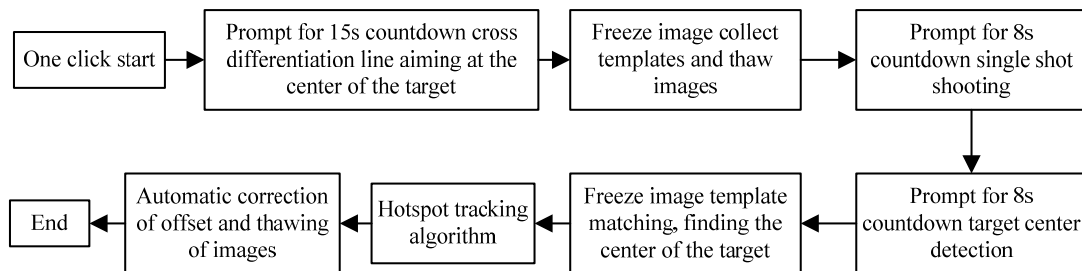 One click start
Prompt for 15s countdown cross
differentiation line aiming at the
center of the target
Freeze image collect
templates and thaw
images
Prompt for 8s
countdown single shot
shooting
Prompt for 8s
countdown target center
detection
Freeze image template
matching, finding the
center of the target
Hotspot tracking
algorithm
Automatic correction
of offset and thawing
of images
End